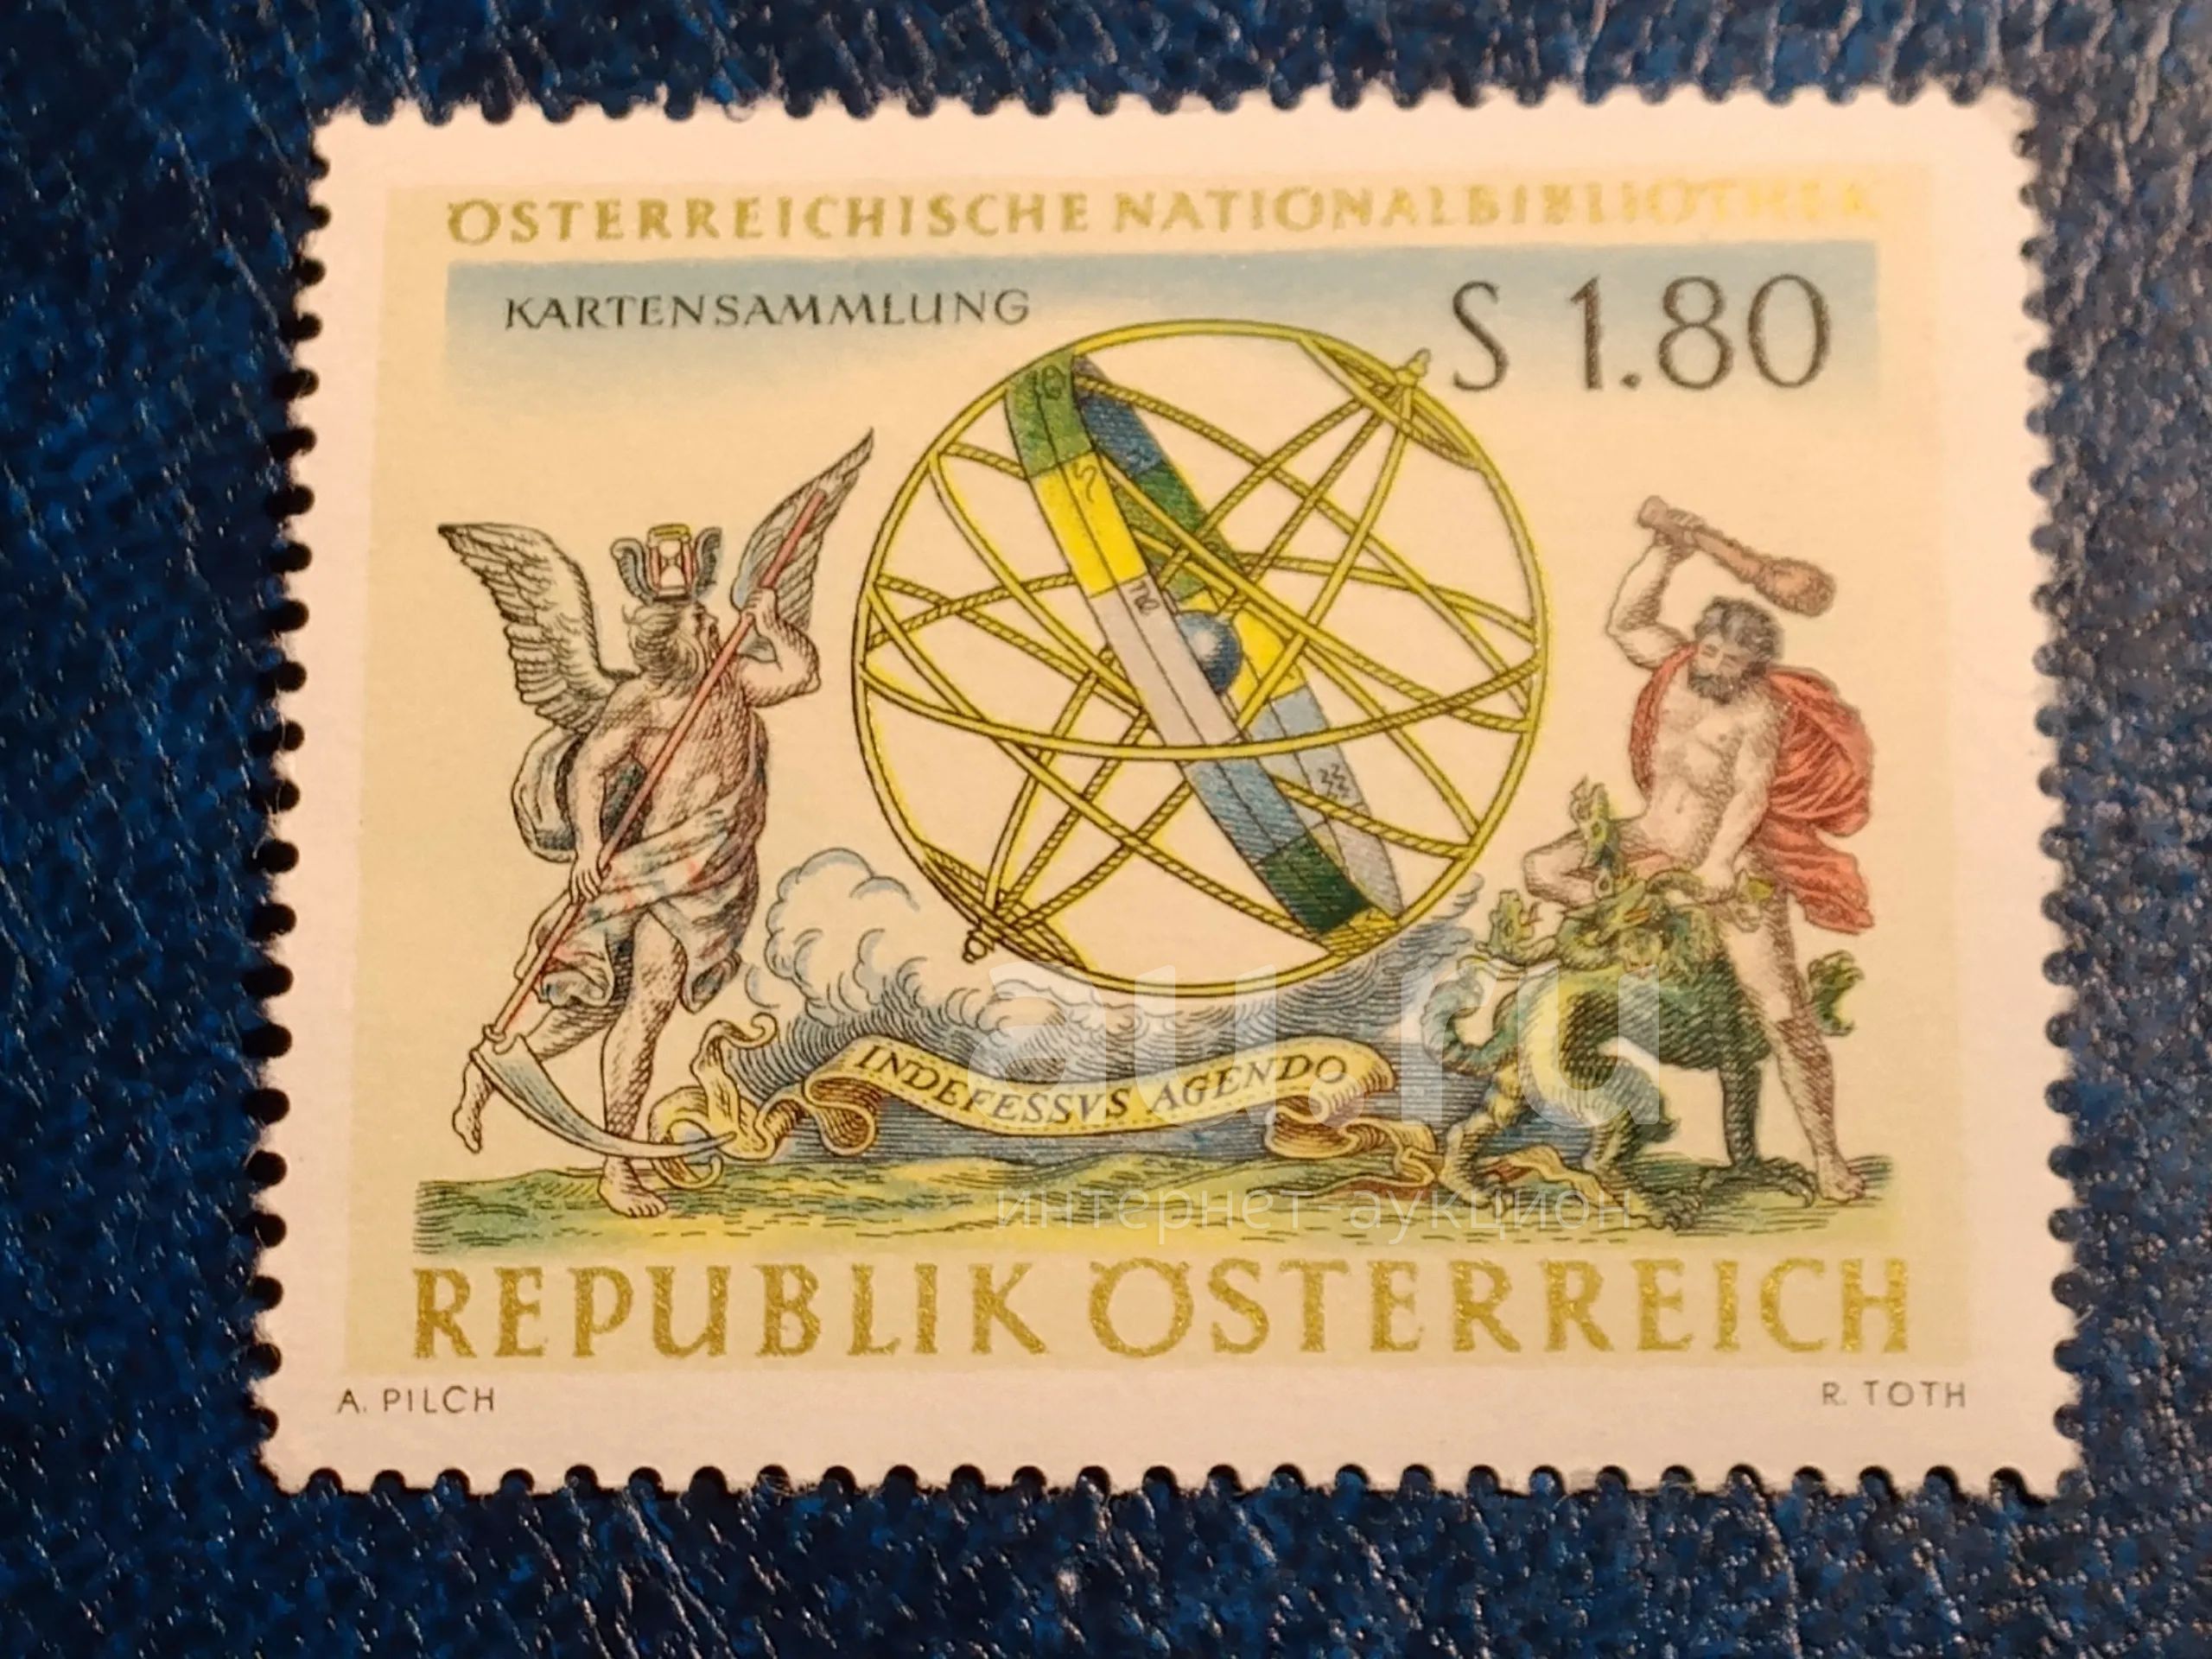 ÖSTERREICHISCHE NATIONALBIBLIOTHEK
KARTENSAMMLUNG
S 1.80
INDEFESSVS AGENDO
au.ru
интернет-аукцион
REPUBLIK ÖSTERREICH
A. PILCH
R. TOTH